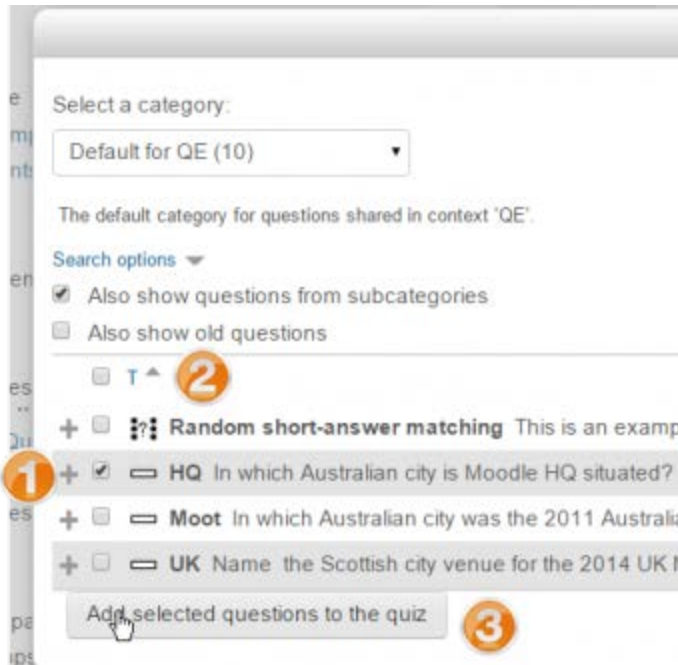 Select a category:
Default for QE (10)
The default category for questions shared in context 'QE'.
Search options
Also show questions from subcategories
Also show old questions
T
2
Random short-answer matching This is an examp
1
HQ In which Australian city is Moodle HQ situated?
Moot In which Australian city was the 2011 Australia
UK Name the Scottish city venue for the 2014 UK
Add selected questions to the quiz
3